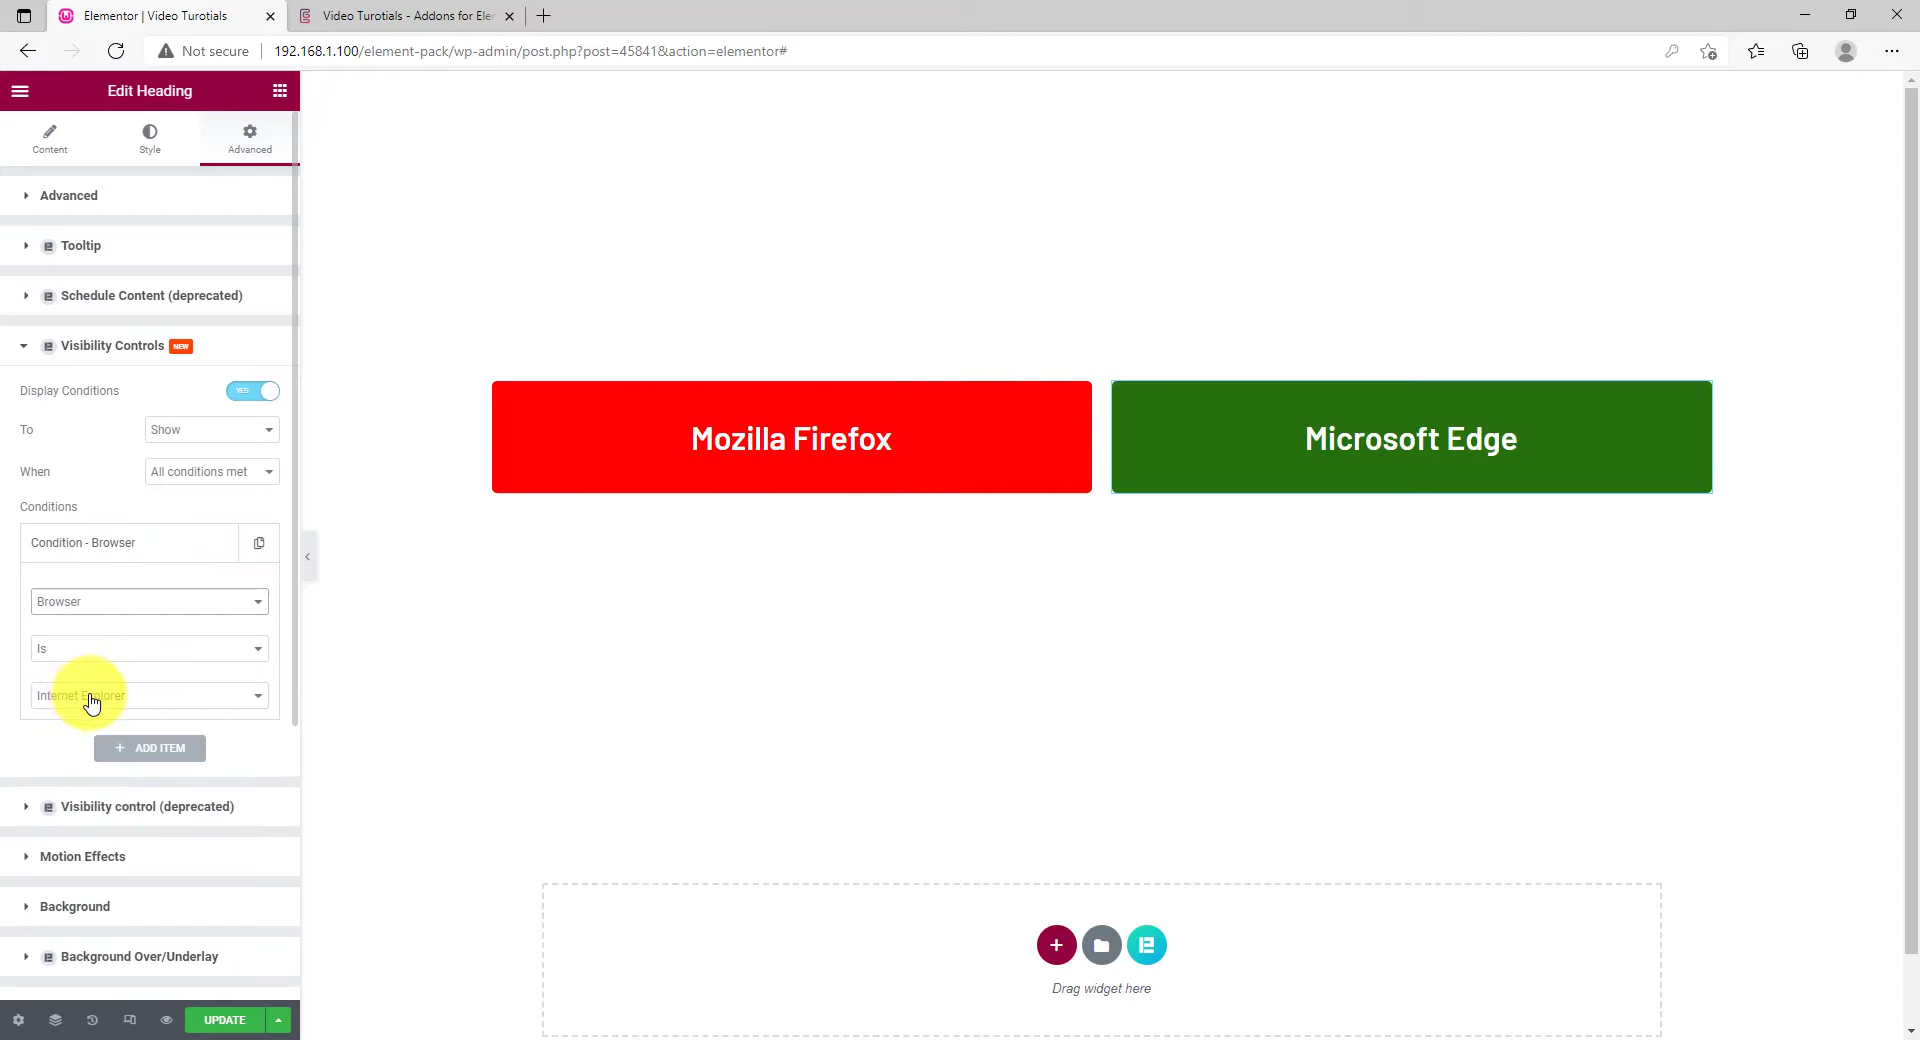 Elementor | Video Turotials
Video Turotials - Addons for Eler
Not secure
192.168.1.100/element-pack/wp-admin/post.php?post=45841&action=elementor#
Edit Heading
Content
Style
Advanced
Advanced
Tooltip
Schedule Content (deprecated)
Visibility Controls NEW
Display Conditions YES
To Show
When All conditions met
Conditions
Condition - Browser
Browser
Is
Internet Explorer
+ ADD ITEM
Visibility control (deprecated)
Motion Effects
Background
Background Over/Underlay
UPDATE
Mozilla Firefox
Microsoft Edge
Drag widget here